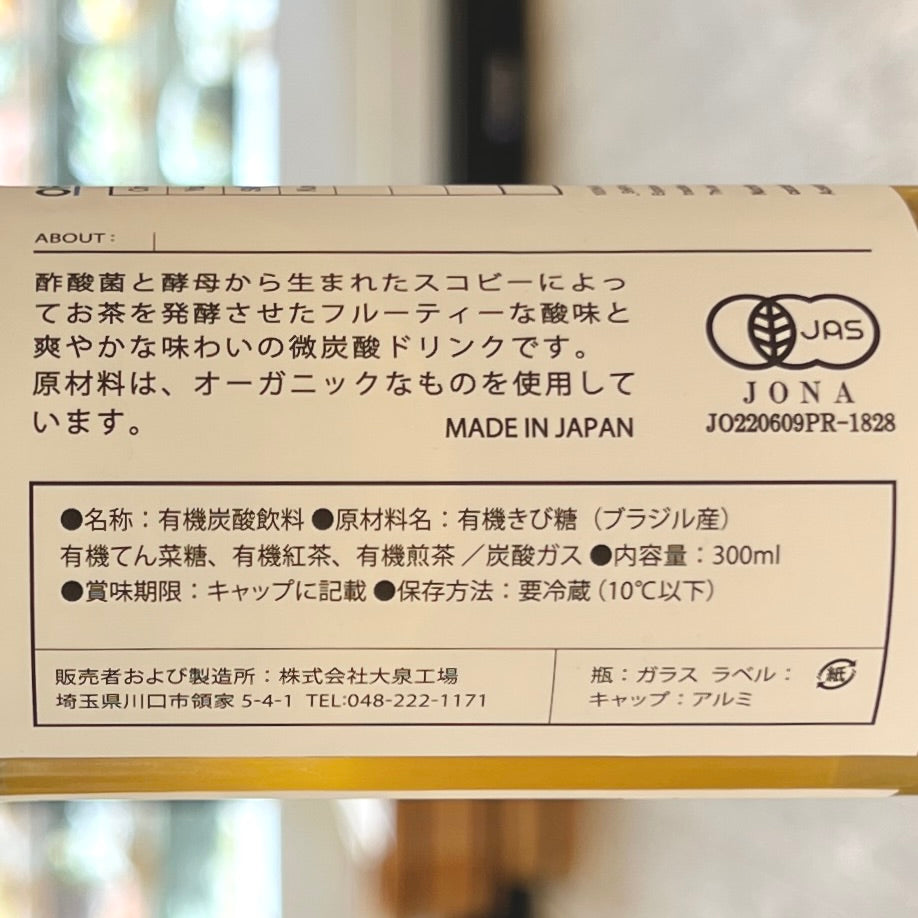 ABOUT:
酢酸菌と酵母から生まれたスコビーによっ
てお茶を発酵させたフルーティーな酸味と
爽やかな味わいの微炭酸ドリンクです。
原材料は、オーガニックなものを使用して
います。
MADE IN JAPAN
JAS
JONA
JO220609PR-1828
●名称：有機炭酸飲料 ●原材料名：有機きび糖（ブラジル産）
有機てん菜糖、有機紅茶、有機煎茶 ／炭酸ガス ●内容量：300ml
●賞味期限：キャップに記載 ●保存方法：要冷蔵（10℃以下）
販売者および製造所：株式会社大泉工場
埼玉県川口市領家 5-4-1 TEL:048-222-1171
瓶：ガラス ラベル：紙
キャップ：アルミ